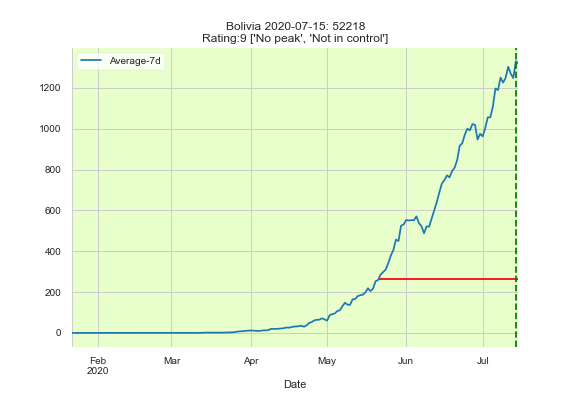 Bolivia 2020-07-15: 52218
Rating:9 ['No peak', 'Not in control']
Average-7d
1200
1000
800
600
400
200
0
Feb Mar Apr May Jun Jul
2020
Date